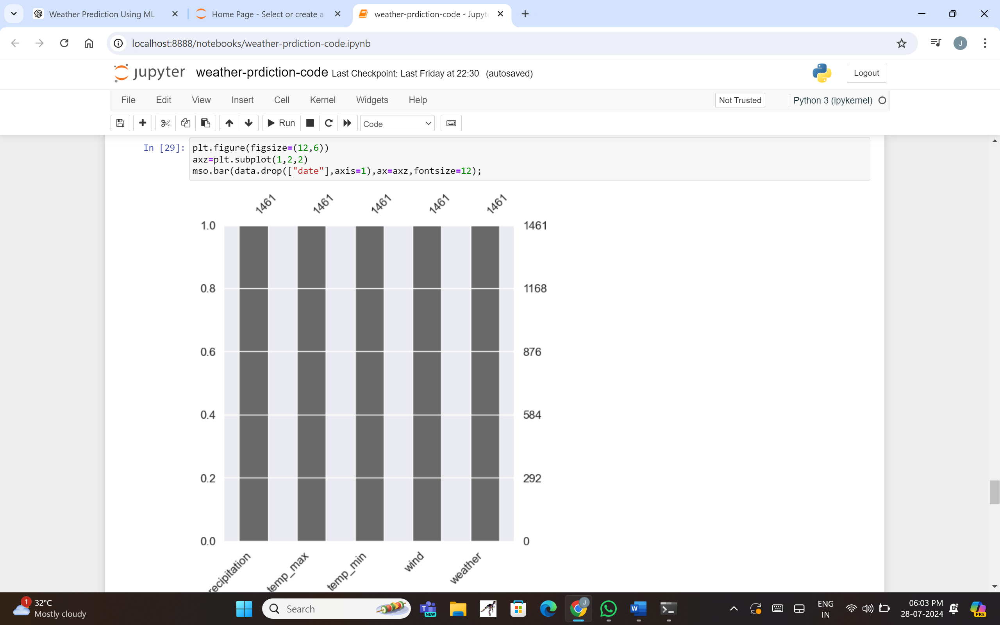 Weather Prediction Using ML
Home Page - Select or create a
weather-prdiction-code - Jupyt
localhost:8888/notebooks/weather-prdiction-code.ipynb
J
jupyter weather-prdiction-code Last Checkpoint: Last Friday at 22:30 (autosaved)
Logout
File Edit View Insert Cell Kernel Widgets Help
Not Trusted
Python 3 (ipykernel)
Run
Code
In [29]:
plt.figure(figsize=(12,6))
axz=plt.subplot(1,2,2)
mso.bar(data.drop(["date"],axis=1),ax=axz,fontsize=12);
1461 1461 1461 1461 1461
1.0 1461
0.8 1168
0.6 876
0.4 584
0.2 292
0.0 0
recipitation temp_max temp_min wind weather
1
32°C
Mostly cloudy
Search
T
NEW
J
W
ENG
IN
06:03 PM
28-07-2024
PRE